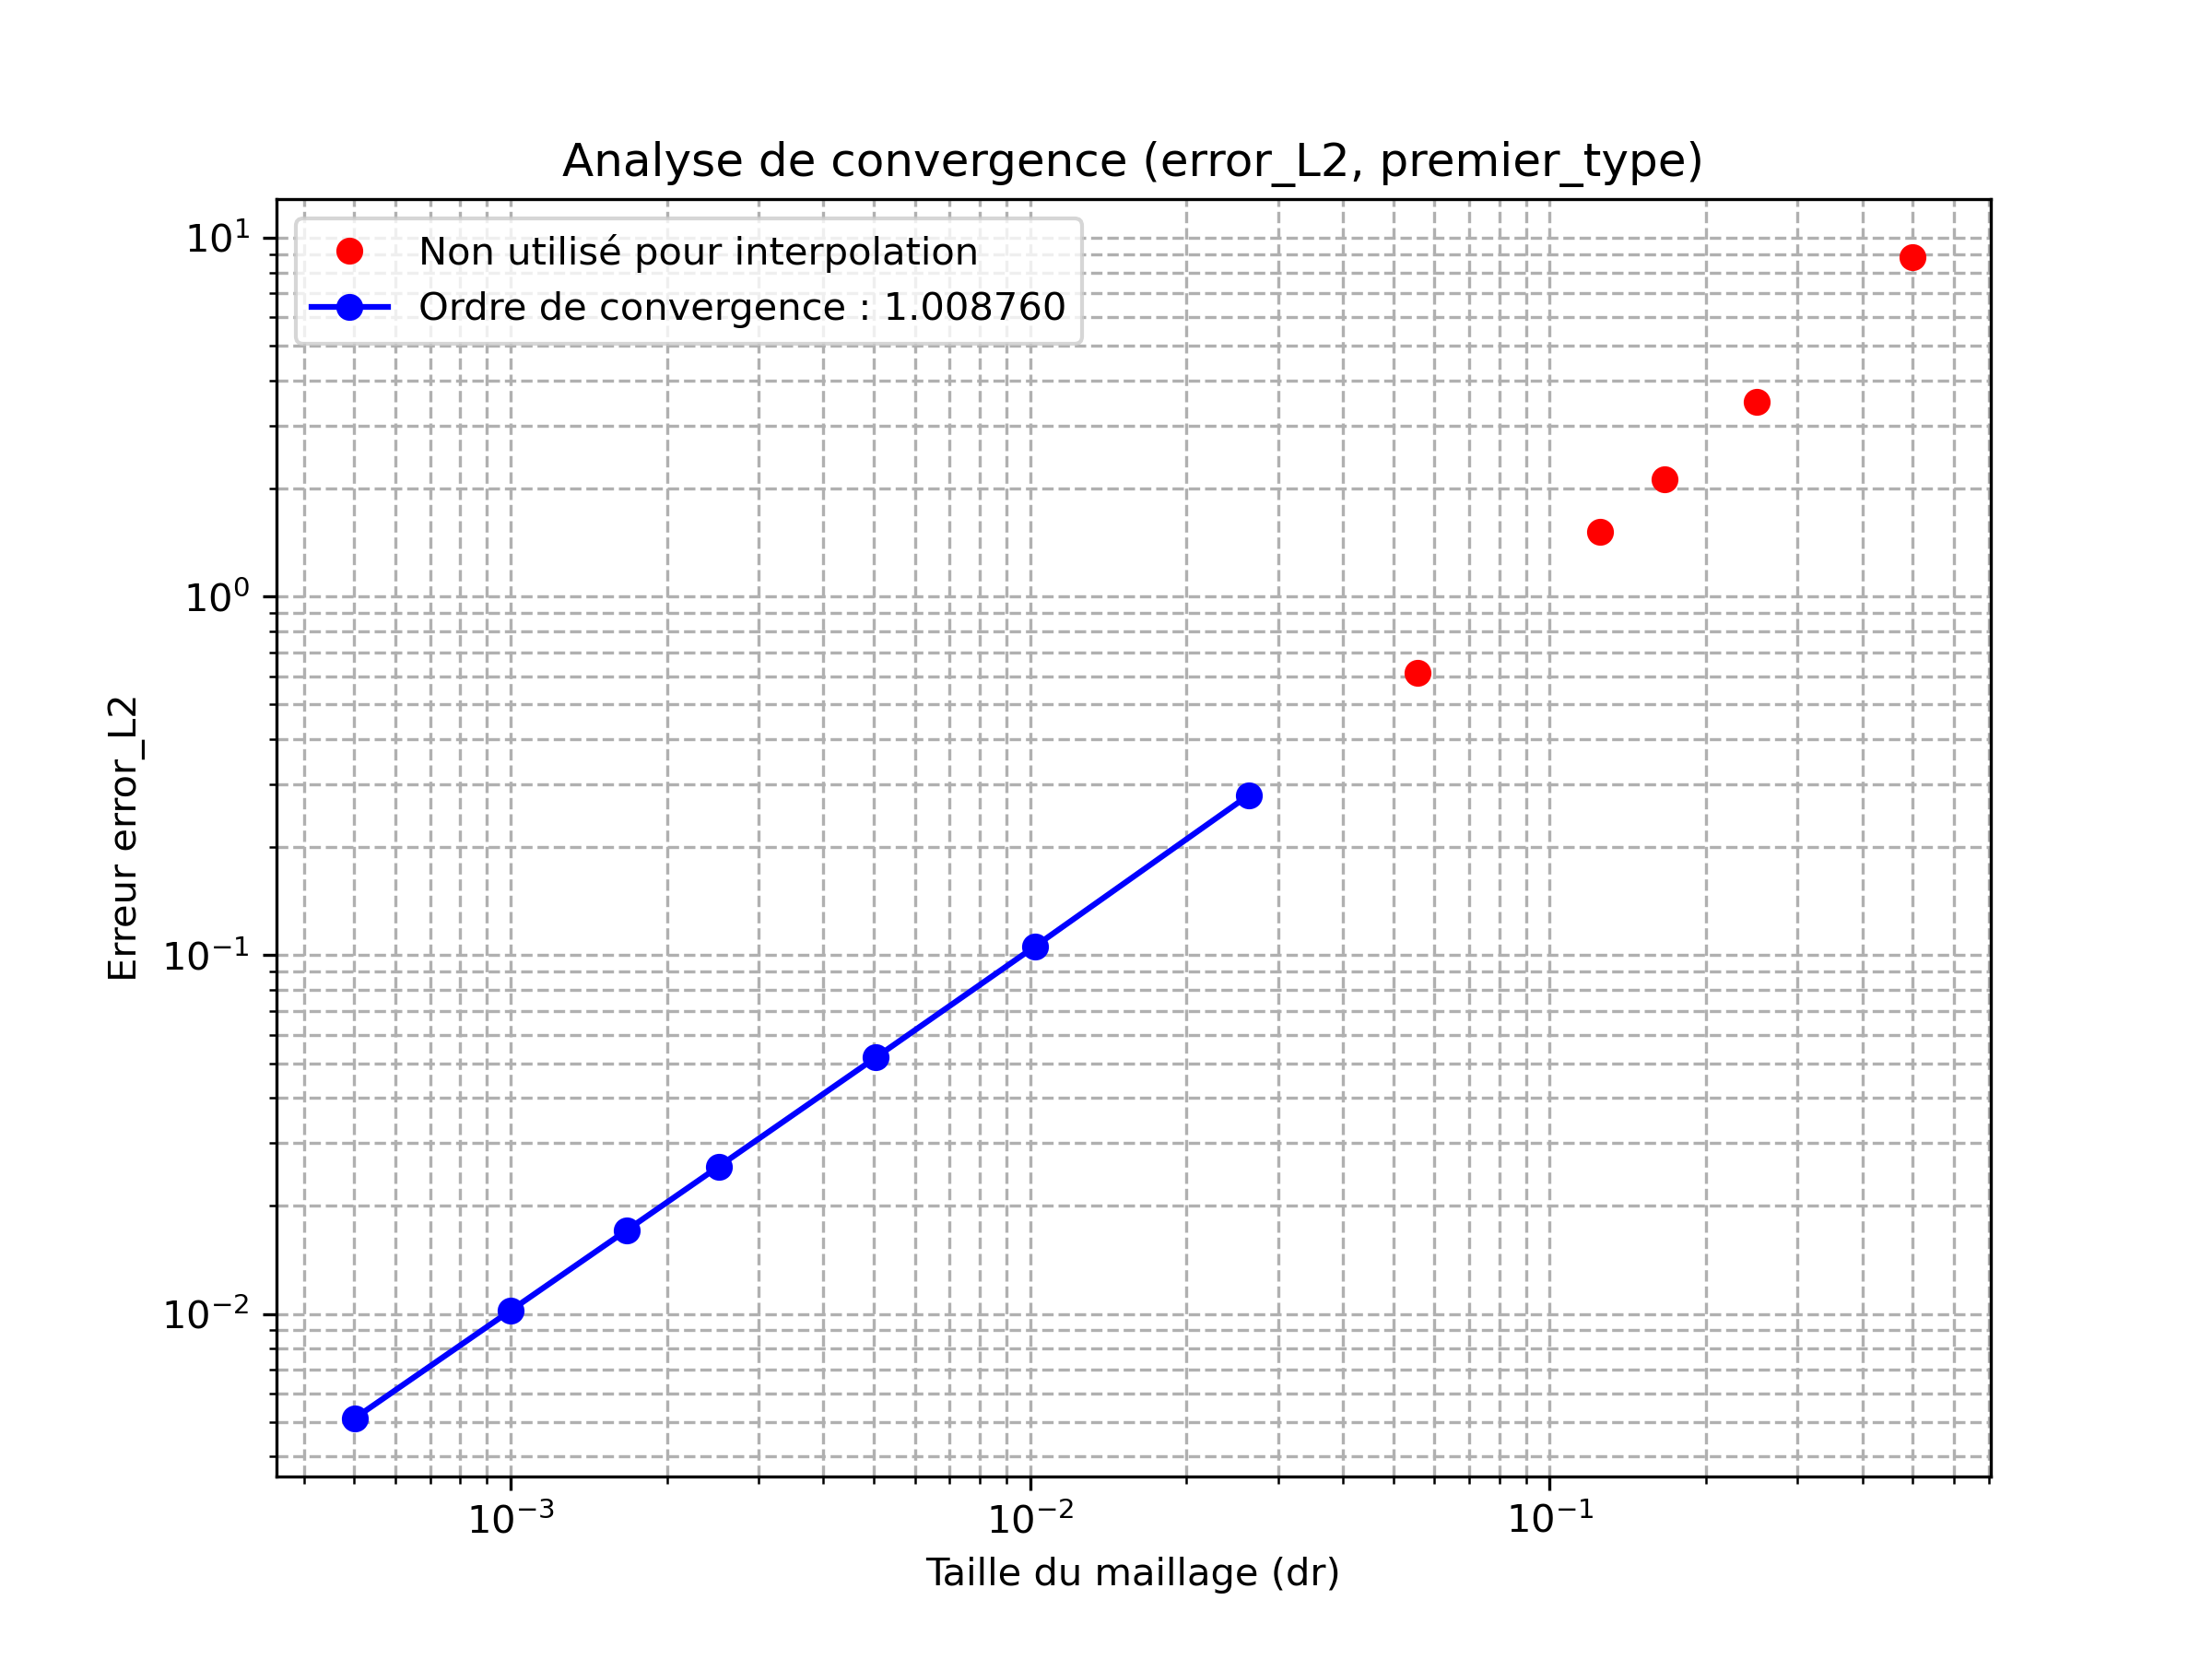 Analyse de convergence (error_L2, premier_type)
Non utilisé pour interpolation
Ordre de convergence : 1.008760
10¹
10⁰
10⁻¹
10⁻²
Erreur error_L2
10⁻³
10⁻²
10⁻¹
Taille du maillage (dr)